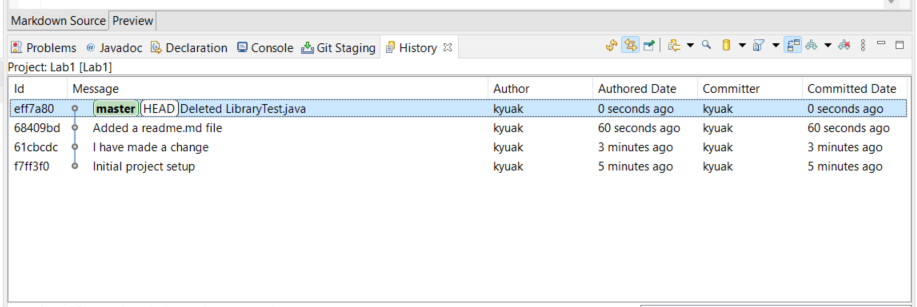 Markdown Source Preview
Problems Javadoc Declaration Console Git Staging History
Project: Lab1 [Lab1]
Id Message Author Authored Date Committer Committed Date
eff7a80 master HEAD Deleted LibraryTest.java kyuak 0 seconds ago kyuak 0 seconds ago
68409bd Added a readme.md file kyuak 60 seconds ago kyuak 60 seconds ago
61cbcdc I have made a change kyuak 3 minutes ago kyuak 3 minutes ago
f7ff3f0 Initial project setup kyuak 5 minutes ago kyuak 5 minutes ago